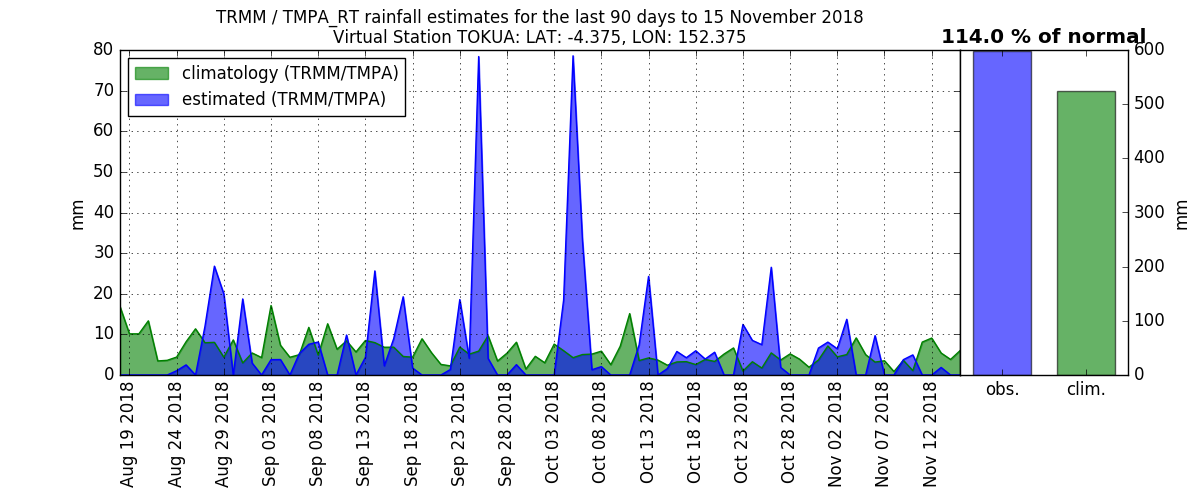 TRMM / TMPA_RT rainfall estimates for the last 90 days to 15 November 2018
Virtual Station TOKUA: LAT: -4.375, LON: 152.375
114.0 % of normal
climatology (TRMM/TMPA)
estimated (TRMM/TMPA)
mm
80
70
60
50
40
30
20
10
0
Aug 19 2018
Aug 24 2018
Aug 29 2018
Sep 03 2018
Sep 08 2018
Sep 13 2018
Sep 18 2018
Sep 23 2018
Sep 28 2018
Oct 03 2018
Oct 08 2018
Oct 13 2018
Oct 18 2018
Oct 23 2018
Oct 28 2018
Nov 02 2018
Nov 07 2018
Nov 12 2018
obs.
clim.
600
500
400
300
200
100
0
mm